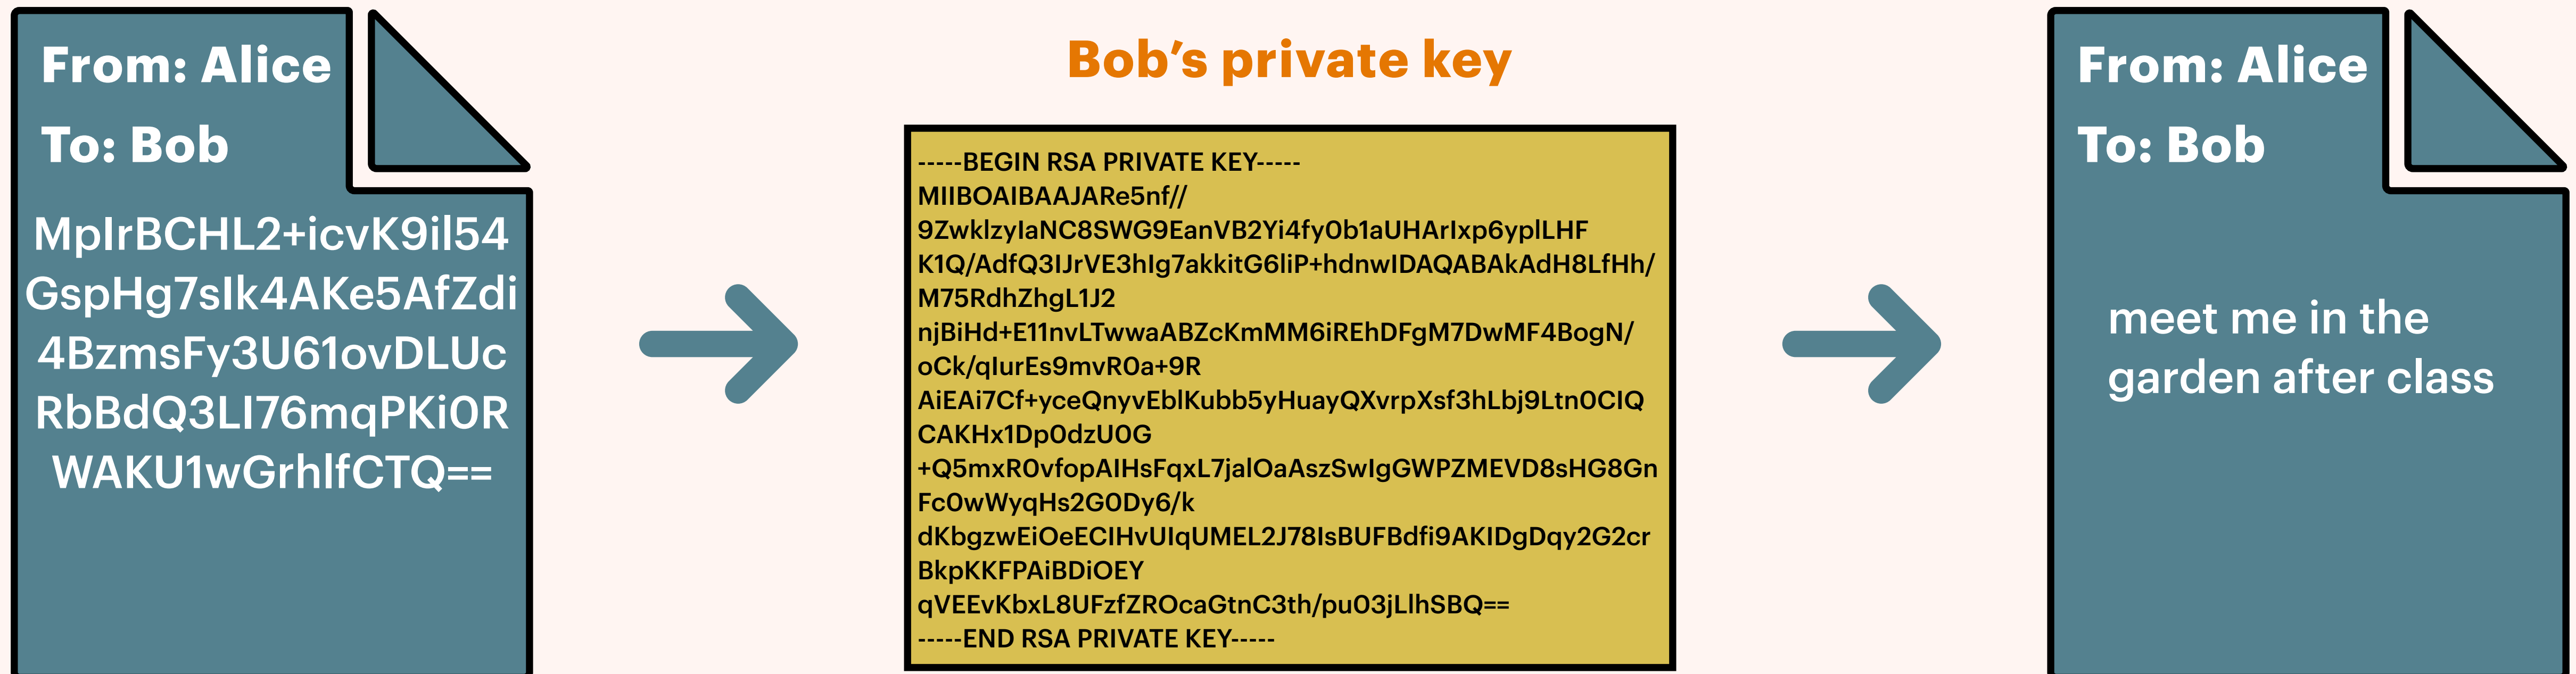 From: Alice
To: Bob
MpIrBCHL2+icvK9il54
GspHg7sIk4AKe5AfZdi
4BzmsFy3U61ovDLUc
RbBdQ3LI76mqPKi0R
WAKU1wGrhlfCTQ==
Bob’s private key
-----BEGIN RSA PRIVATE KEY-----
MIIBOAIBAAJARe5nf//
9ZwklzyIaNC8SWG9EanVB2Yi4fy0b1aUHArIxp6yplLHF
K1Q/AdfQ3IJrVE3hIg7akkitG6liP+hdnwIDAQABAkAdH8LfHh/
M75RdhZhgL1J2
njBiHd+E11nvLTwwaABZcKmMM6iREhDFgM7DwMF4BogN/
oCk/qIurEs9mvR0a+9R
AiEAi7Cf+yceQnyvEblKubb5yHuayQXvrpXsf3hLbj9Ltn0CIQ
CAKHx1Dp0dzU0G
+Q5mxR0vfopAIHsFqxL7jalOaAszSwIgGWPZMEVD8sHG8Gn
Fc0wWyqHs2G0Dy6/k
dKbgzwEiOeECIHvUIqUMEL2J78IsBUFBdfi9AKIDgDqy2G2cr
BkpKKFPAiBDiOEY
qVEEvKbxL8UFzfZROcaGtnC3th/pu03jLlhSBQ==
-----END RSA PRIVATE KEY-----
From: Alice
To: Bob
meet me in the
garden after class